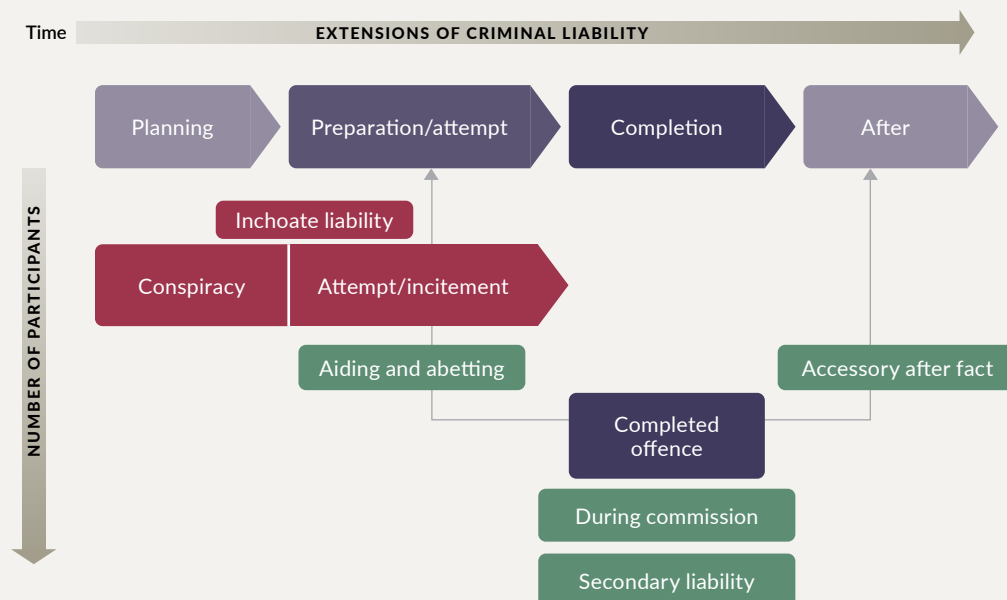 Time
EXTENSIONS OF CRIMINAL LIABILITY
Planning
Preparation/attempt
Completion
After
NUMBER OF PARTICIPANTS
Inchoate liability
Conspiracy
Attempt/incitement
Aiding and abetting
Accessory after fact
Completed
offence
During commission
Secondary liability